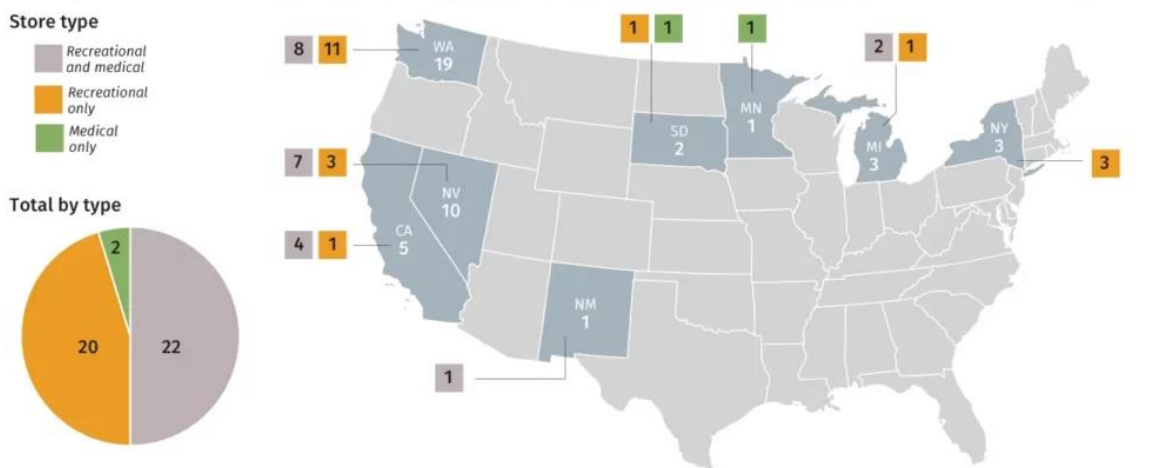 Store type
Recreational
and medical
Recreational
only
Medical
only
Total by type
2
20
22
8 11
WA
19
1 1
SD
2
1
MN
1
2 1
MI
3
NY
3
3
7 3
NV
10
4 1
CA
5
NM
1
1